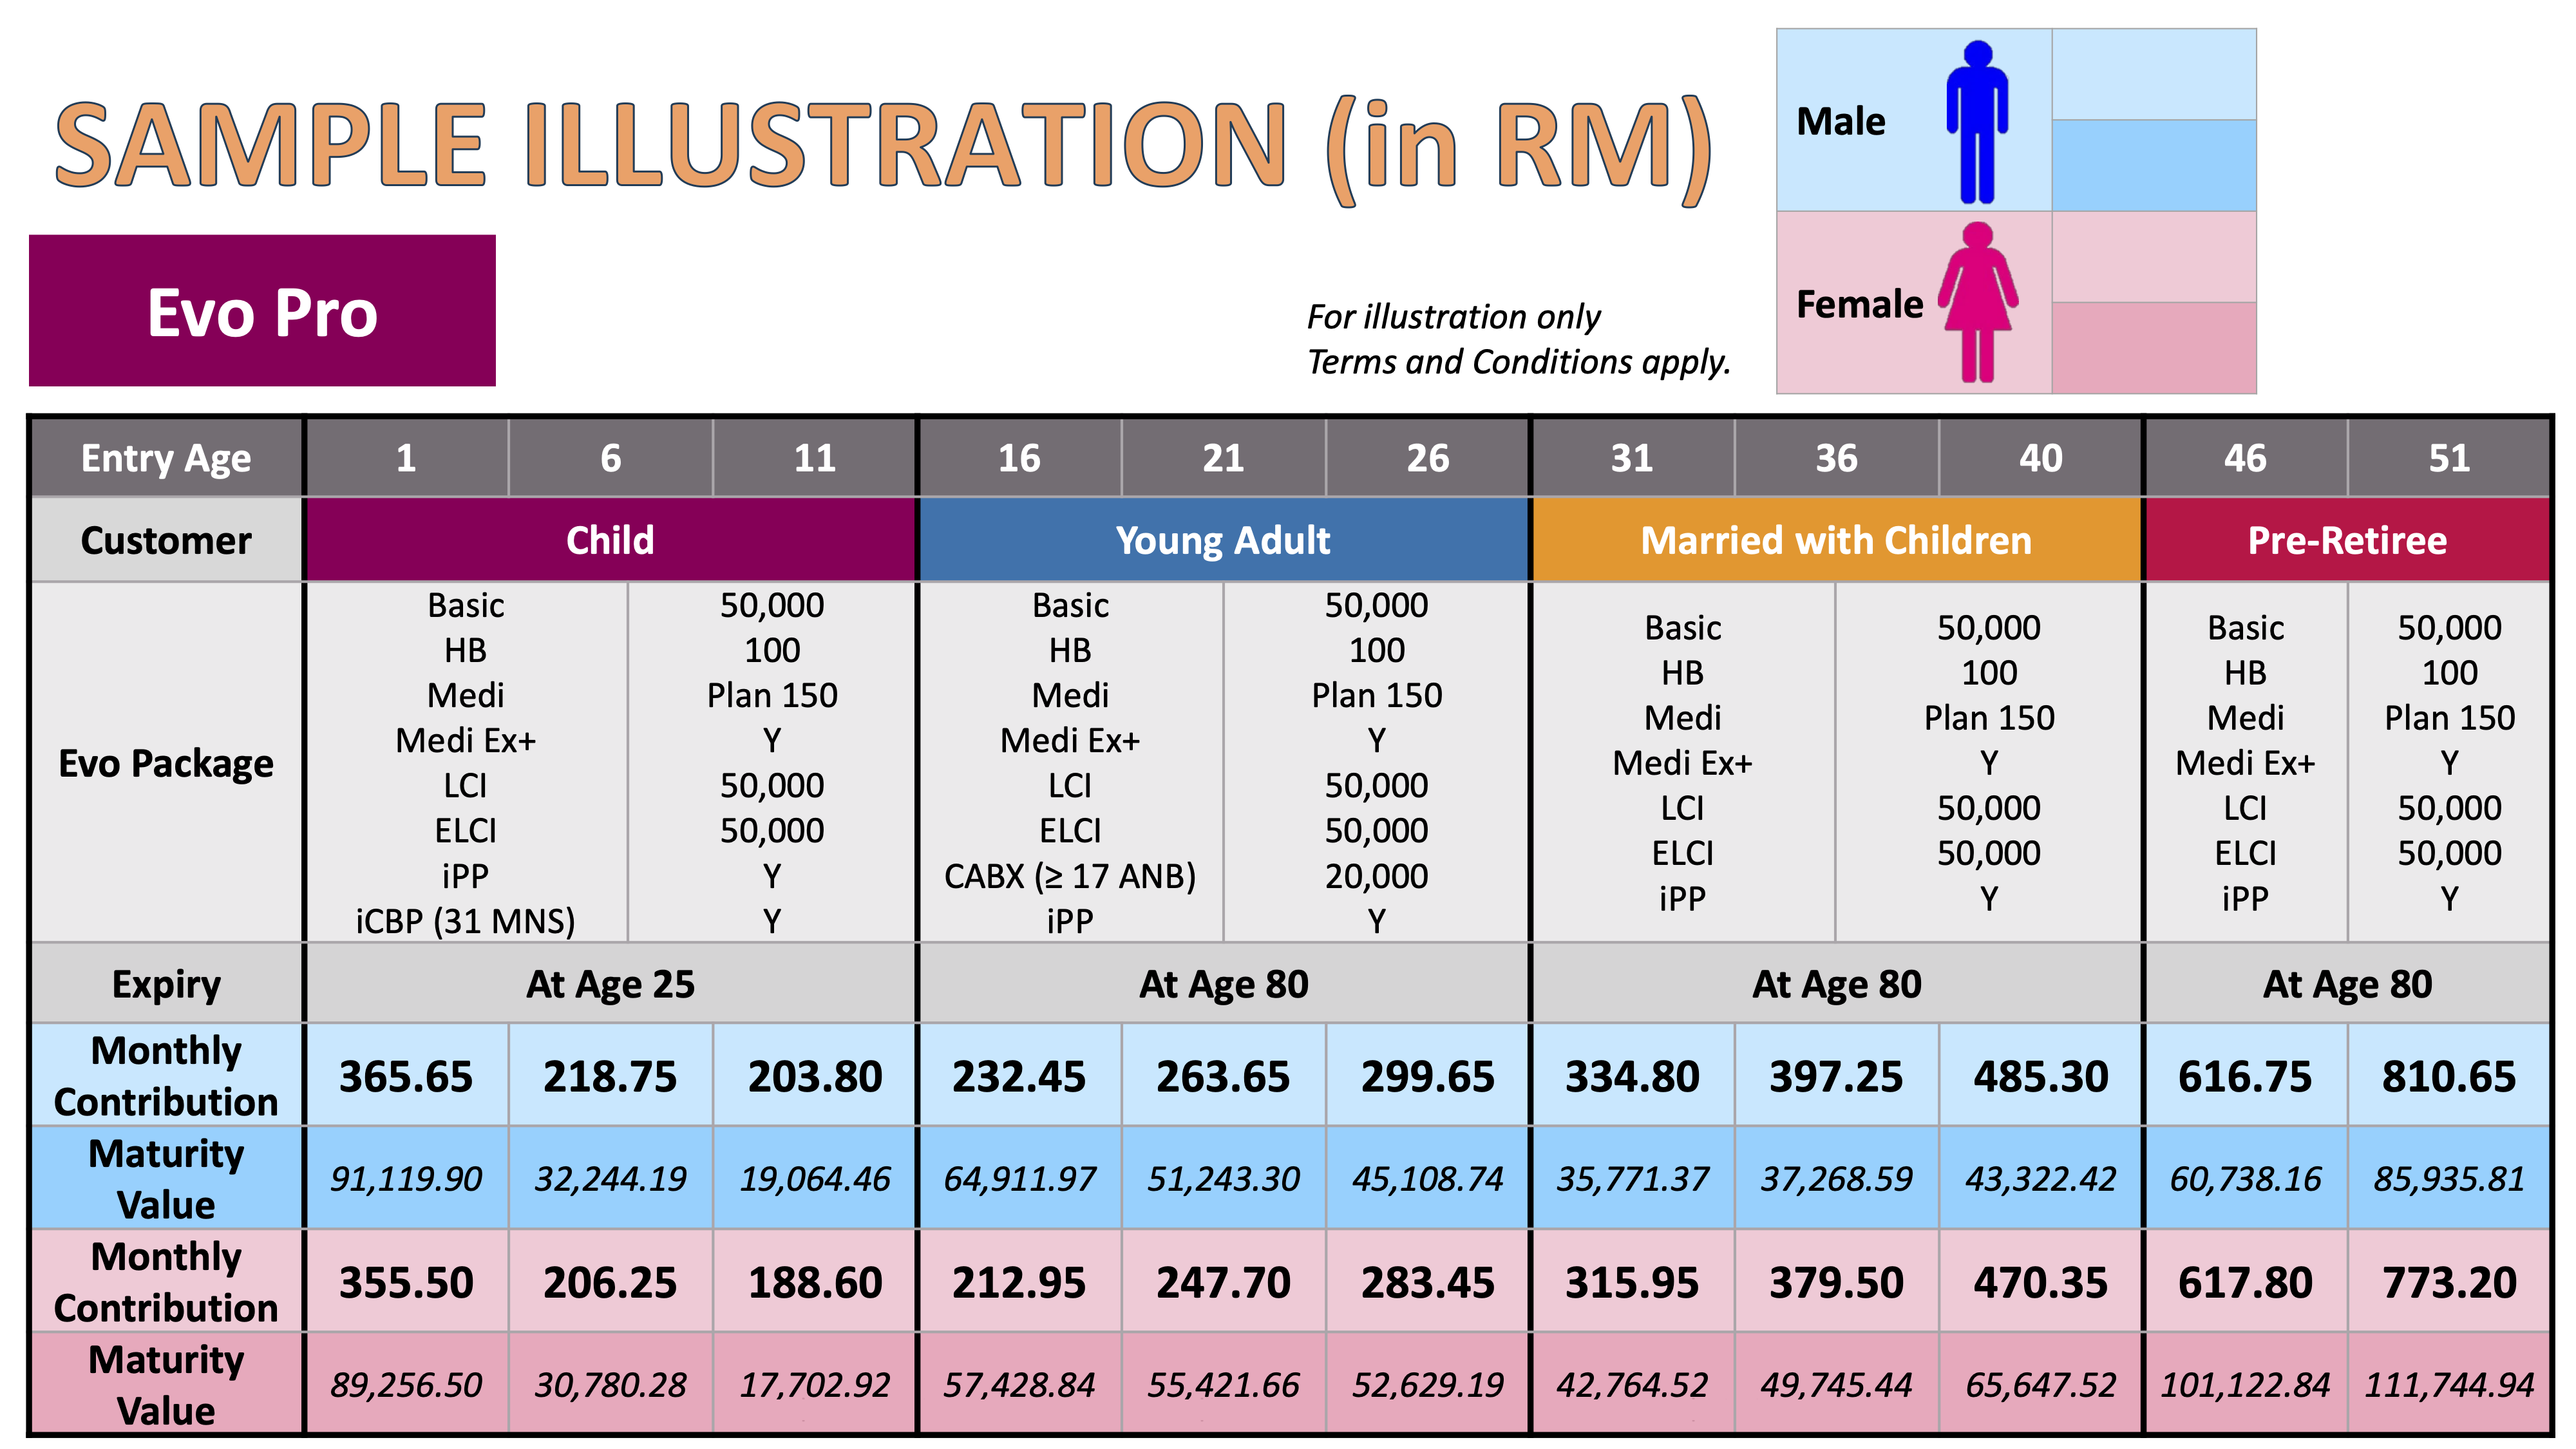 SAMPLE ILLUSTRATION (in RM)
Male
Female
Evo Pro
For illustration only
Terms and Conditions apply.
Entry Age 1 6 11 16 21 26 31 36 40 46 51
Customer Child Young Adult Married with Children Pre-Retiree
Evo Package
Basic 50,000
HB 100
Medi Plan 150
Medi Ex+ Y
LCI 50,000
ELCI 50,000
iPP Y
iCBP (31 MNS) Y
Basic 50,000
HB 100
Medi Plan 150
Medi Ex+ Y
LCI 50,000
ELCI 50,000
CABX (≥ 17 ANB) 20,000
iPP Y
Basic 50,000
HB 100
Medi Plan 150
Medi Ex+ Y
LCI 50,000
ELCI 50,000
iPP Y
Basic 50,000
HB 100
Medi Plan 150
Medi Ex+ Y
LCI 50,000
ELCI 50,000
iPP Y
Expiry At Age 25 At Age 80 At Age 80 At Age 80
Monthly
Contribution
365.65 218.75 203.80 232.45 263.65 299.65 334.80 397.25 485.30 616.75 810.65
Maturity
Value
91,119.90 32,244.19 19,064.46 64,911.97 51,243.30 45,108.74 35,771.37 37,268.59 43,322.42 60,738.16 85,935.81
Monthly
Contribution
355.50 206.25 188.60 212.95 247.70 283.45 315.95 379.50 470.35 617.80 773.20
Maturity
Value
89,256.50 30,780.28 17,702.92 57,428.84 55,421.66 52,629.19 42,764.52 49,745.44 65,647.52 101,122.84 111,744.94